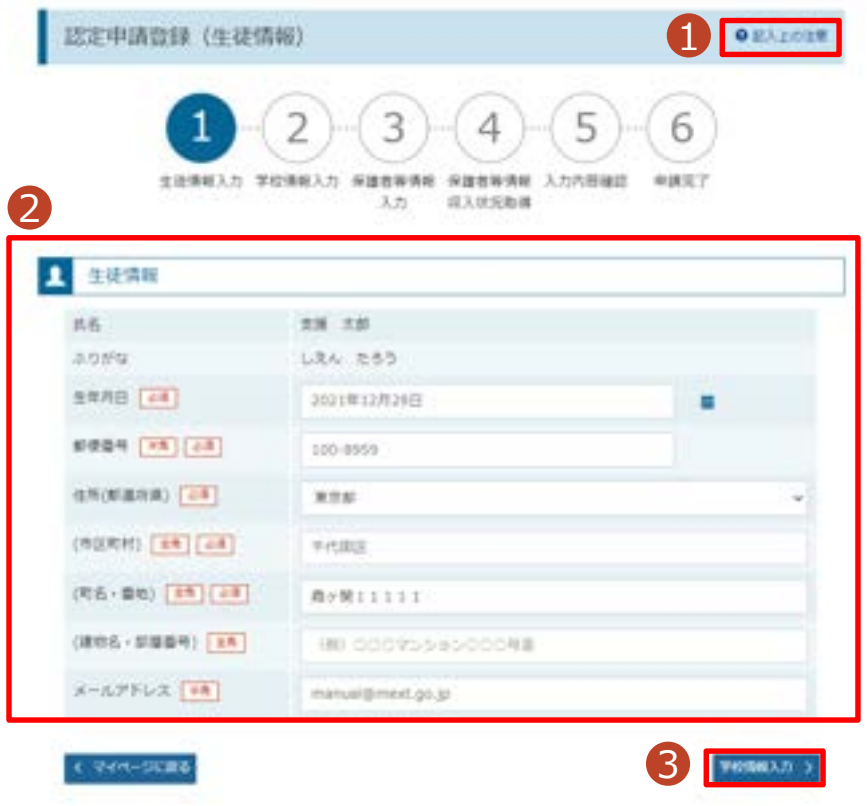 認定申請登録（生徒情報）
1
記入上の注意
1
2
3
4
5
6
生徒情報入力
学校情報入力
保護者等情報
入力
保護者等情報
収入状況取得
入力内容確認
申請完了
2
生徒情報
氏名
支援　太郎
ふりがな
しえん　たろう
生年月日 必須
2021年12月28日
郵便番号 半角 必須
100-8959
住所(都道府県) 必須
東京都
(市区町村) 全角 必須
千代田区
(町名・番地) 全角 必須
霞ヶ関１１１１１
(建物名・部屋番号) 全角
（例）○○○マンション○○○号室
メールアドレス 半角
manual@mext.go.jp
マイページに戻る
3
学校情報入力